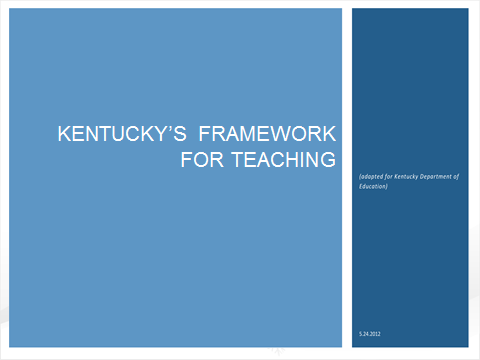 KENTUCKY’S FRAMEWORK
FOR TEACHING
(adapted for Kentucky Department of
Education)
5.24.2012